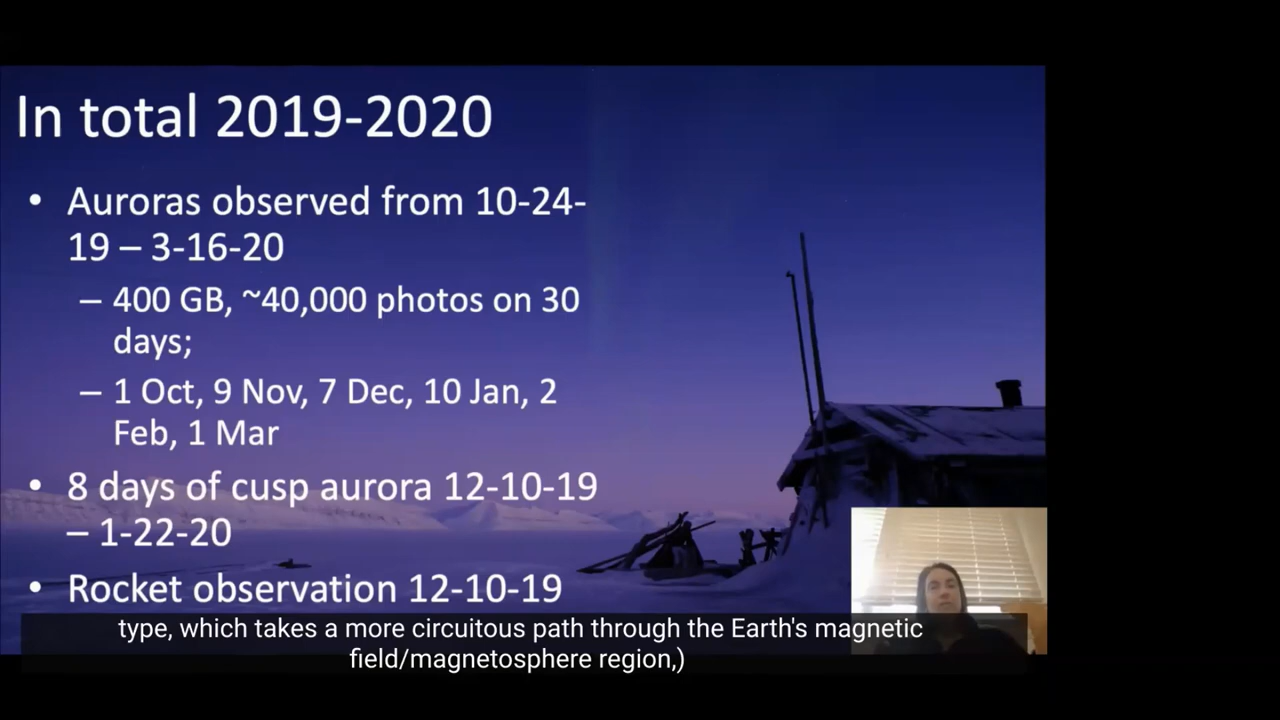 In total 2019-2020
• Auroras observed from 10-24-
19 – 3-16-20
– 400 GB, ~40,000 photos on 30
days;
– 1 Oct, 9 Nov, 7 Dec, 10 Jan, 2
Feb, 1 Mar
• 8 days of cusp aurora 12-10-19
– 1-22-20
• Rocket observation 12-10-19
type, which takes a more circuitous path through the Earth's magnetic
field/magnetosphere region,)